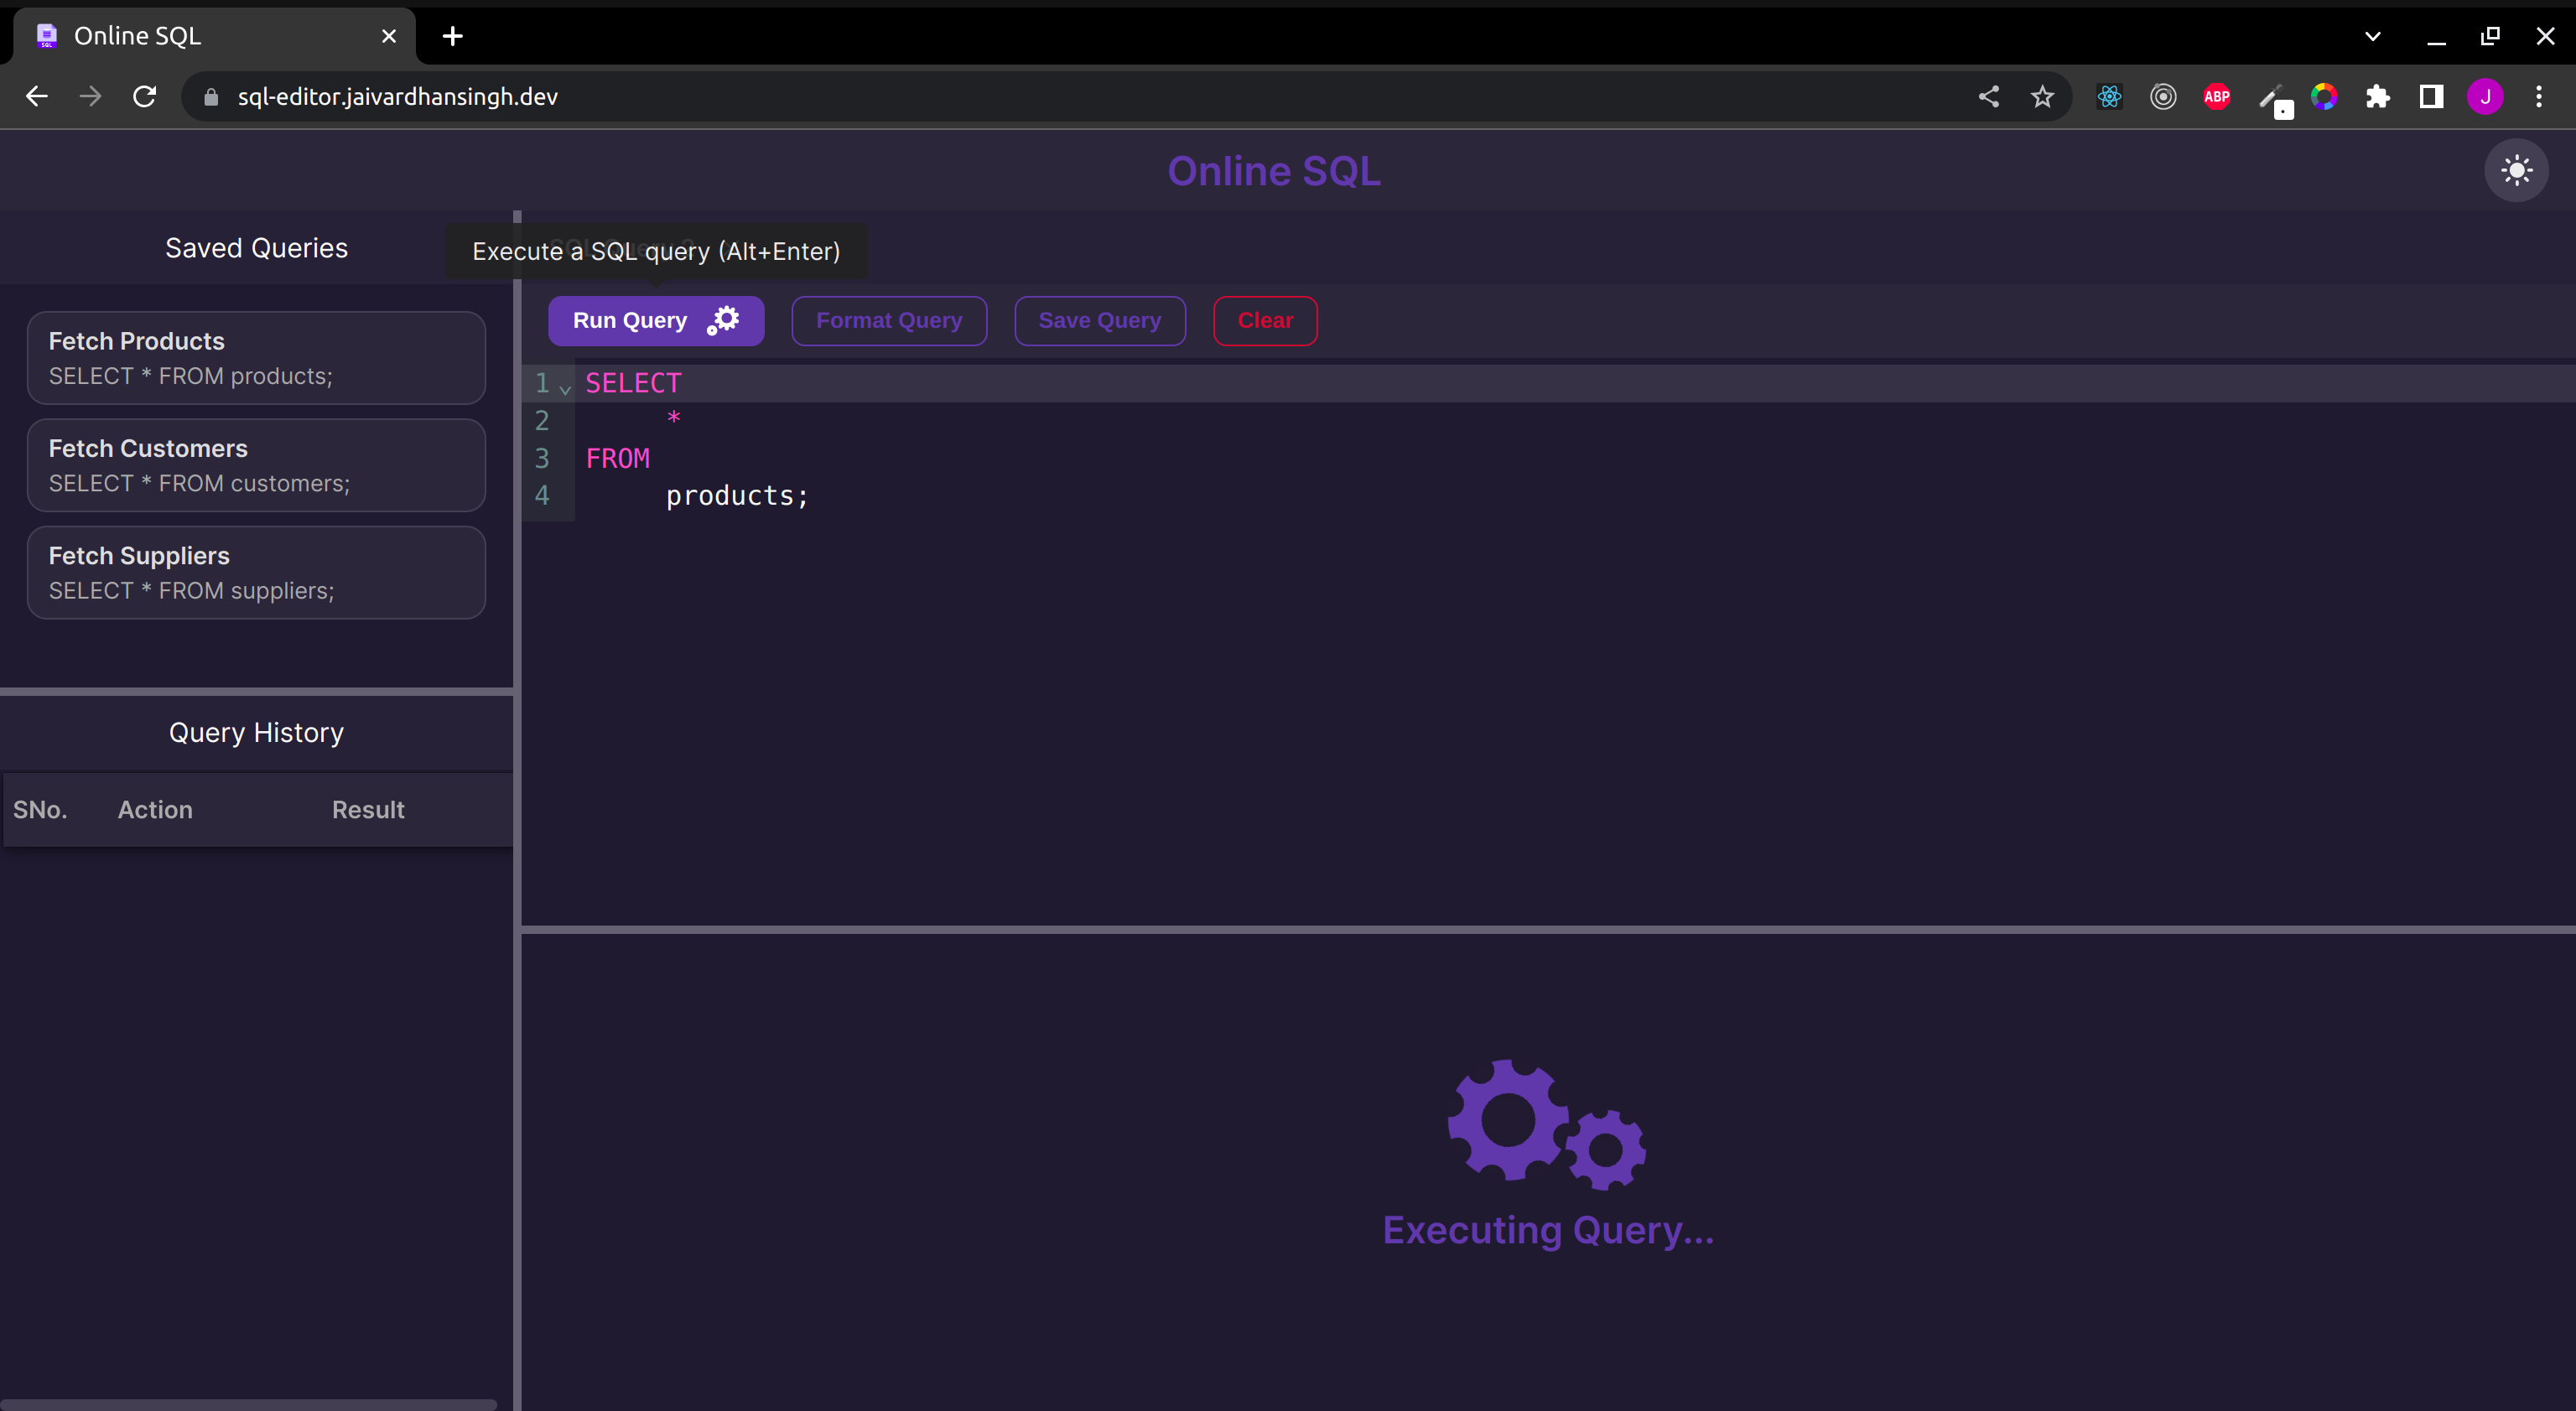 Online SQL
sql-editor.jaivardhansingh.dev
ABP
J
Online SQL
Saved Queries
Execute a SQL query (Alt+Enter)
Fetch Products
SELECT * FROM products;
Fetch Customers
SELECT * FROM customers;
Fetch Suppliers
SELECT * FROM suppliers;
Query History
SNo. Action Result
Run Query Format Query Save Query Clear
1 SELECT
2 *
3 FROM
4 products;
Executing Query...